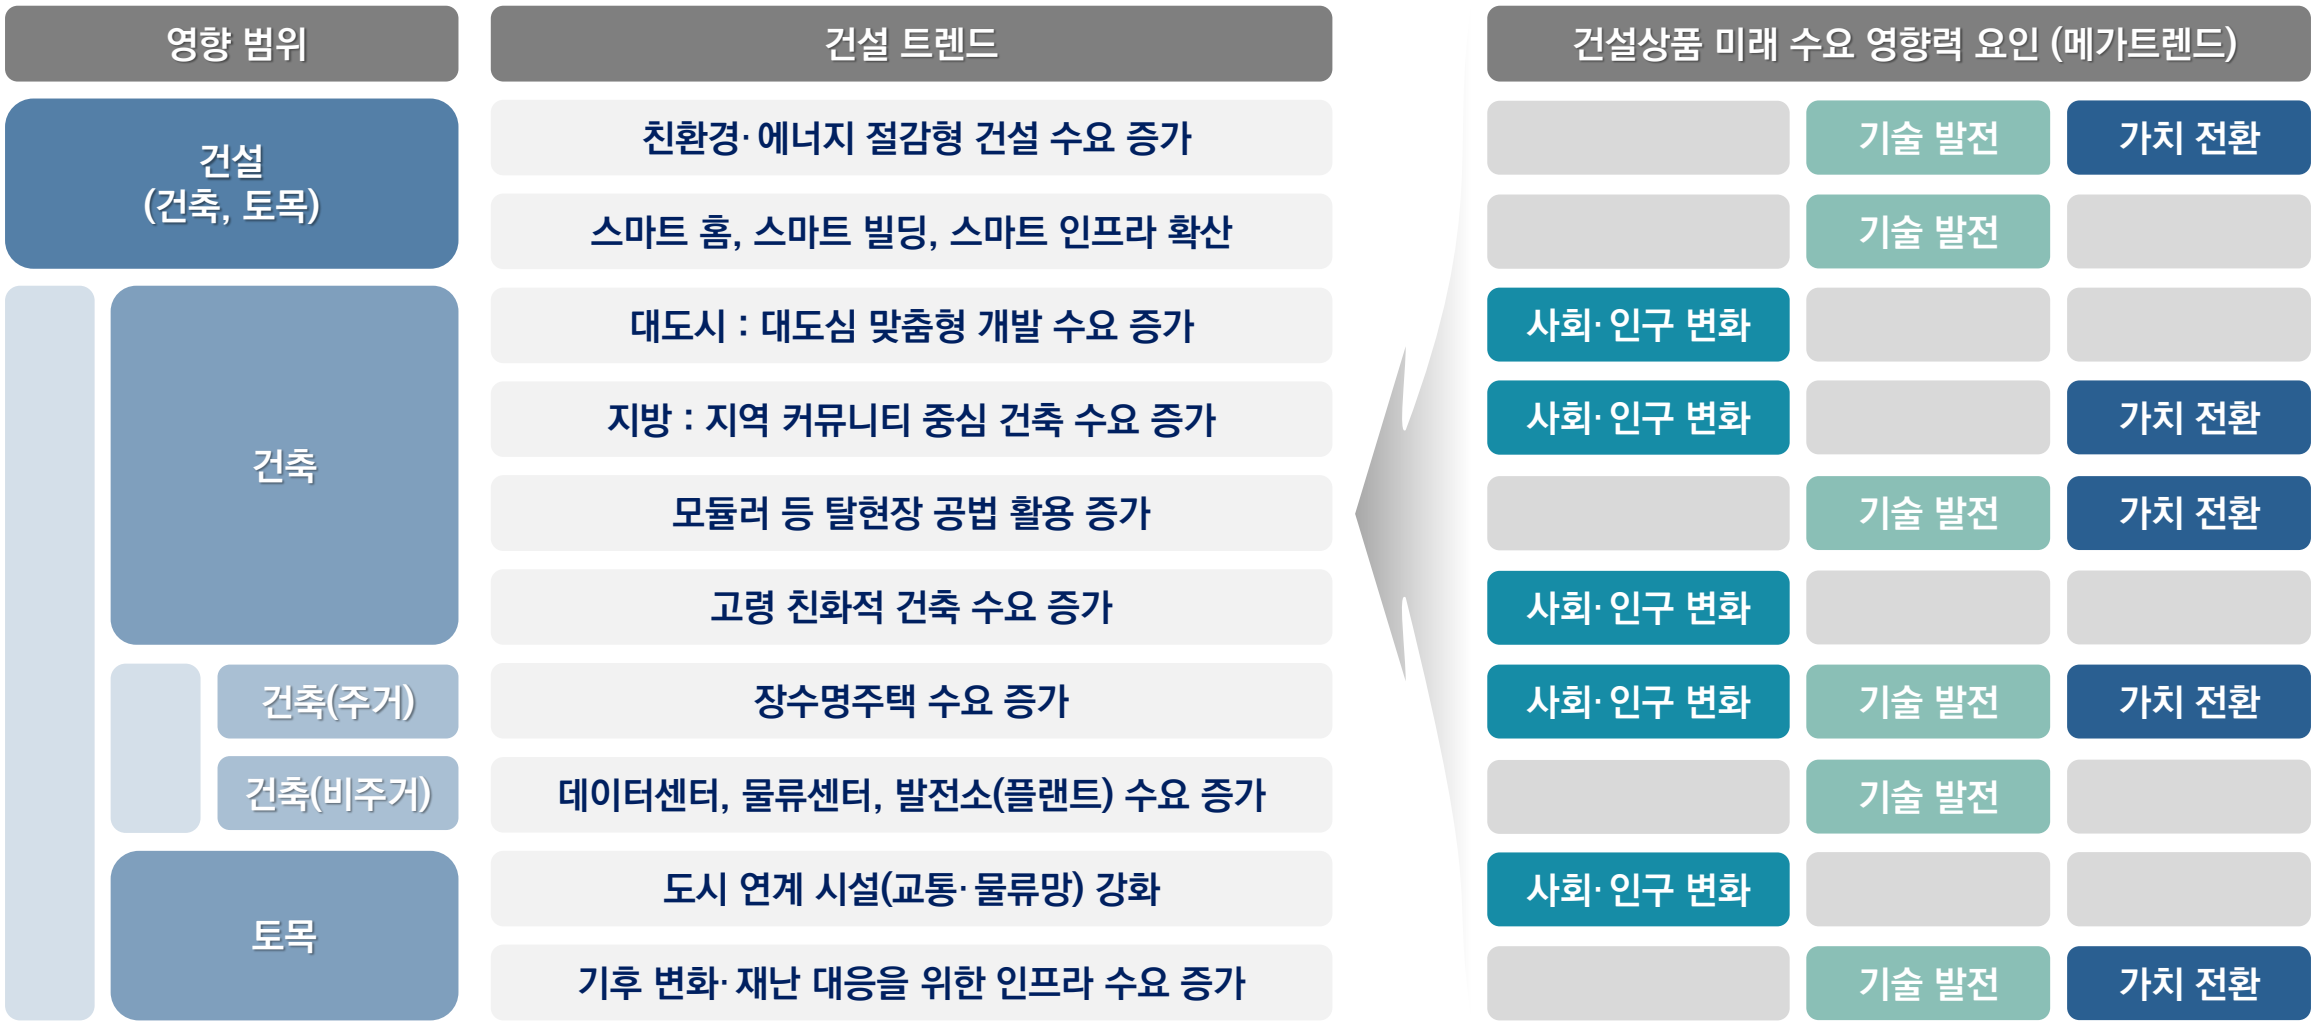 영향 범위
건설 트렌드
건설상품 미래 수요 영향력 요인 (메가트렌드)
건설
(건축, 토목)
친환경·에너지 절감형 건설 수요 증가
기술 발전
가치 전환
스마트 홈, 스마트 빌딩, 스마트 인프라 확산
기술 발전
건축
대도시 : 대도심 맞춤형 개발 수요 증가
사회·인구 변화
지방 : 지역 커뮤니티 중심 건축 수요 증가
사회·인구 변화
가치 전환
모듈러 등 탈현장 공법 활용 증가
기술 발전
가치 전환
고령 친화적 건축 수요 증가
사회·인구 변화
건축(주거)
장수명주택 수요 증가
사회·인구 변화
기술 발전
가치 전환
건축(비주거)
데이터센터, 물류센터, 발전소(플랜트) 수요 증가
기술 발전
토목
도시 연계 시설(교통·물류망) 강화
사회·인구 변화
기후 변화·재난 대응을 위한 인프라 수요 증가
기술 발전
가치 전환